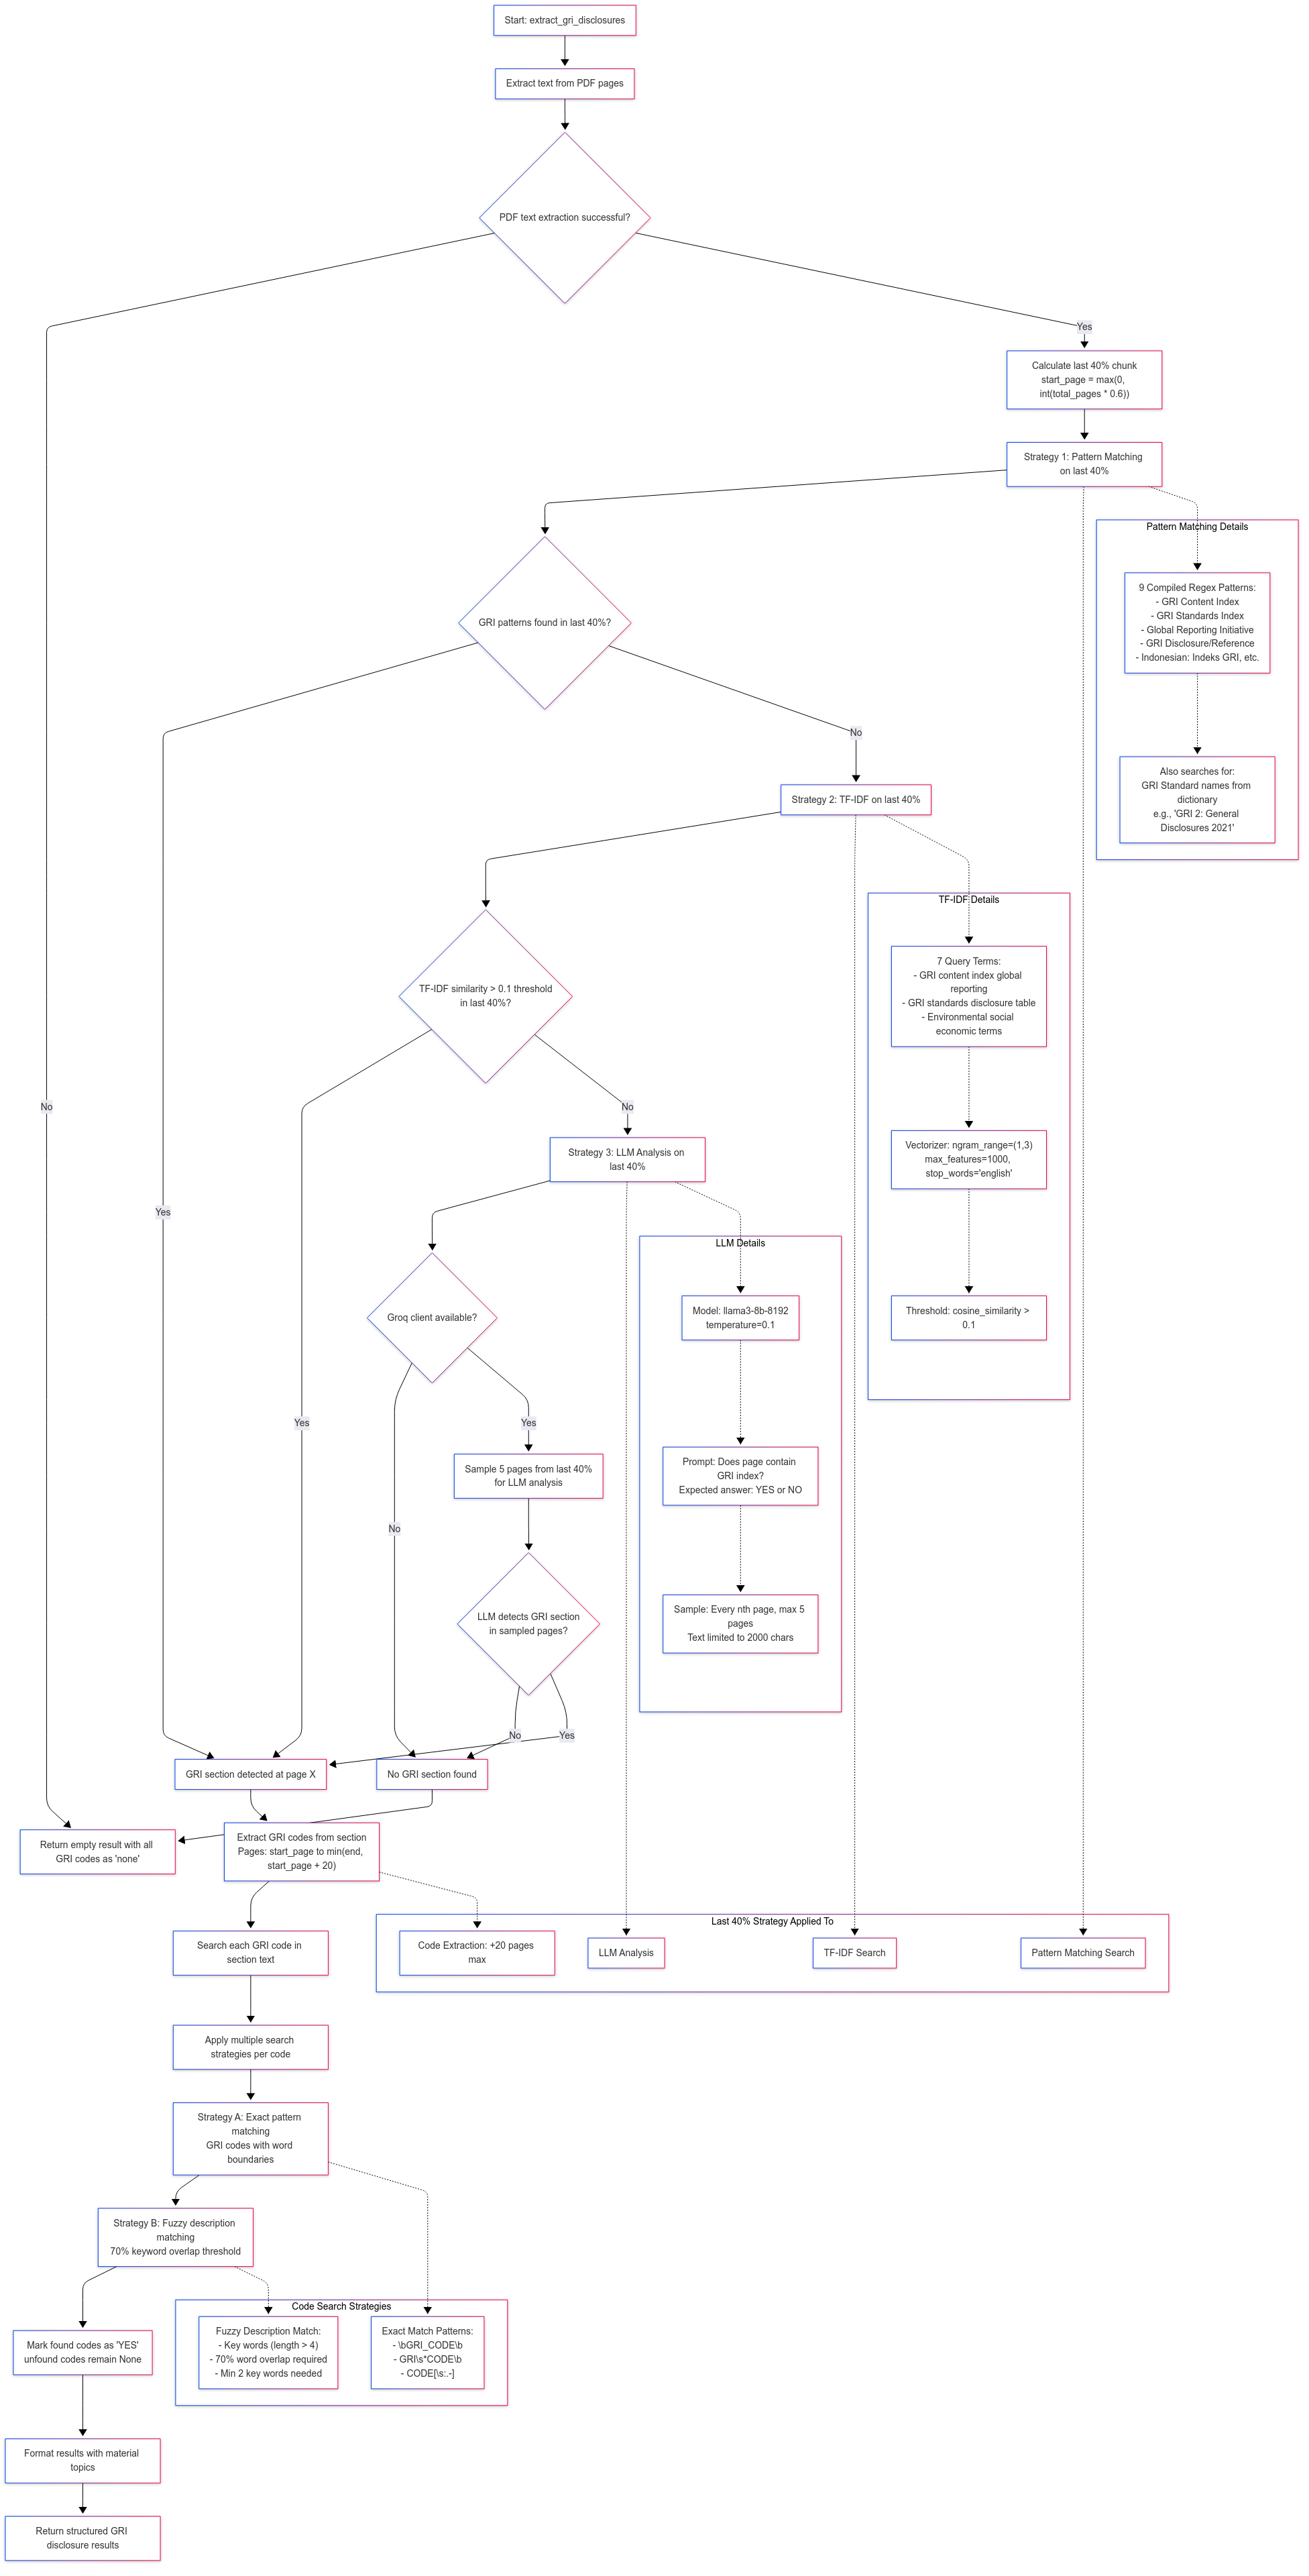 Start: extract_gri_disclosures
Extract text from PDF pages
PDF text extraction successful?
Yes
Calculate last 40% chunk
start_page = max(0,
int(total_pages * 0.6))
Strategy 1: Pattern Matching
on last 40%
Pattern Matching Details
9 Compiled Regex Patterns:
- GRI Content Index
- GRI Standards Index
- Global Reporting Initiative
- GRI Disclosure/Reference
- Indonesian: Indeks GRI, etc.
GRI patterns found in last 40%?
No
Also searches for:
GRI Standard names from
dictionary
e.g., 'GRI 2: General
Disclosures 2021'
Strategy 2: TF-IDF on last 40%
TF-IDF Details
7 Query Terms:
- GRI content index global
reporting
- GRI standards disclosure table
- Environmental social
economic terms
TF-IDF similarity > 0.1 threshold
in last 40%?
No
No
Strategy 3: LLM Analysis on
last 40%
Vectorizer: ngram_range=(1,3)
max_features=1000,
stop_words='english'
Yes
LLM Details
Groq client available?
Model: llama3-8b-8192
temperature=0.1
Threshold: cosine_similarity >
0.1
Yes
Yes
Sample 5 pages from last 40%
for LLM analysis
Prompt: Does page contain
GRI index?
Expected answer: YES or NO
No
LLM detects GRI section
in sampled pages?
Sample: Every nth page, max 5
pages
Text limited to 2000 chars
No
Yes
GRI section detected at page X
No GRI section found
Return empty result with all
GRI codes as 'none'
Extract GRI codes from section
Pages: start_page to min(end,
start_page + 20)
Last 40% Strategy Applied To
Search each GRI code in
section text
Code Extraction: +20 pages
max
LLM Analysis
TF-IDF Search
Pattern Matching Search
Apply multiple search
strategies per code
Strategy A: Exact pattern
matching
GRI codes with word
boundaries
Strategy B: Fuzzy description
matching
70% keyword overlap threshold
Code Search Strategies
Mark found codes as 'YES'
unfound codes remain None
Fuzzy Description Match:
- Key words (length > 4)
- 70% word overlap required
- Min 2 key words needed
Exact Match Patterns:
- \bGRI_CODE\b
- GRI\s*CODE\b
- CODE[\s:.-]
Format results with material
topics
Return structured GRI
disclosure results